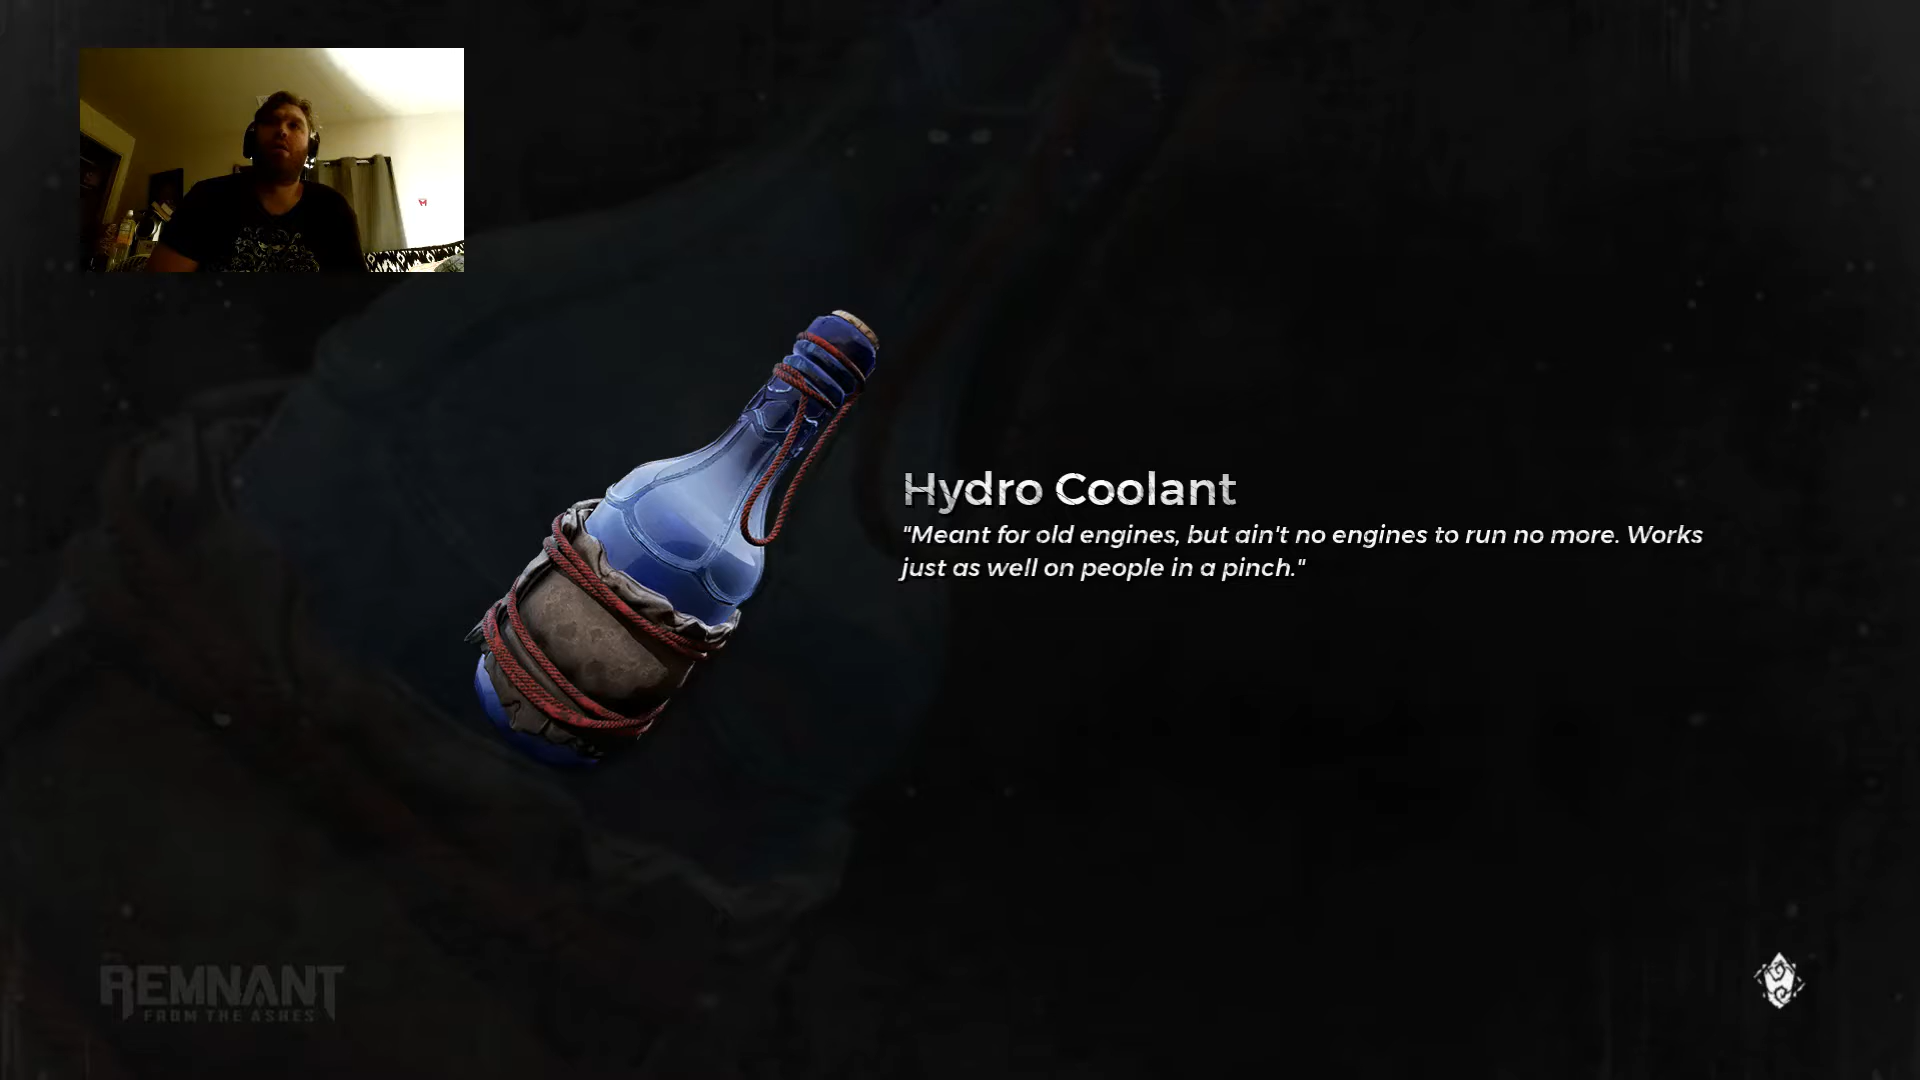 Hydro Coolant
"Meant for old engines, but ain't no engines to run no more. Works
just as well on people in a pinch."
REMNANT
FROM THE ASHES